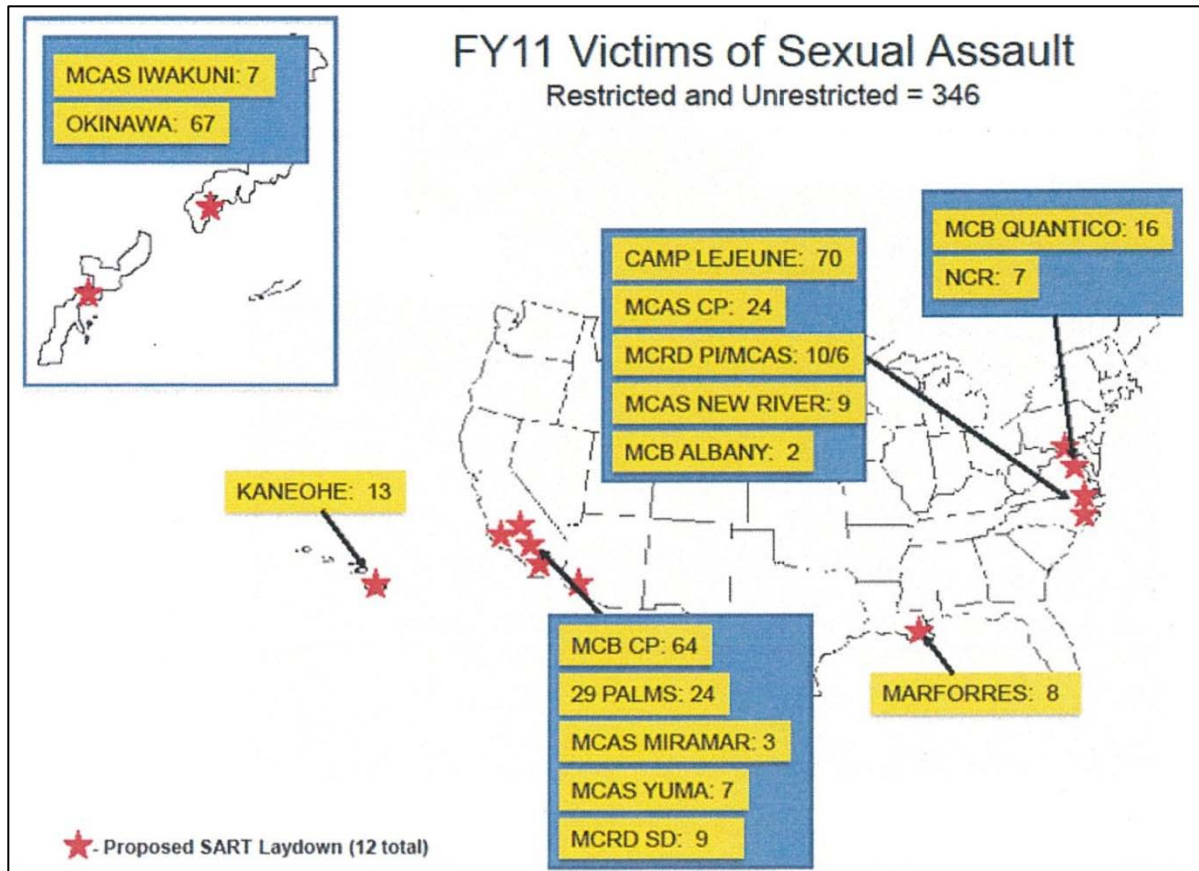 FY11 Victims of Sexual Assault
Restricted and Unrestricted = 346
MCAS IWAKUNI: 7
OKINAWA: 67
CAMP LEJEUNE: 70
MCAS CP: 24
MCRD PI/MCAS: 10/6
MCAS NEW RIVER: 9
MCB ALBANY: 2
MCB QUANTICO: 16
NCR: 7
KANEOHE: 13
MCB CP: 64
29 PALMS: 24
MCAS MIRAMAR: 3
MCAS YUMA: 7
MCRD SD: 9
MARFORRES: 8
- Proposed SART Laydown (12 total)